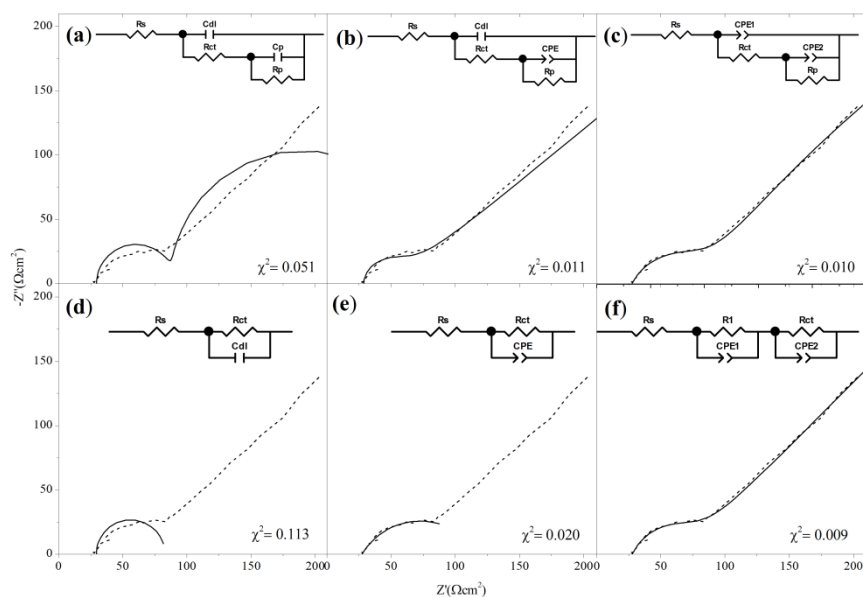 (a)
Rs
Cdl
Rct
Cp
Rp
χ² = 0.051
(b)
Rs
Cdl
Rct
CPE
Rp
χ² = 0.011
(c)
Rs
CPE1
Rct
CPE2
Rp
χ² = 0.010
200
150
100
50
0
-Z''(Ωcm²)
(d)
Rs
Rct
Cdl
χ² = 0.113
(e)
Rs
Rct
CPE
χ² = 0.020
(f)
Rs
R1
CPE1
Rct
CPE2
χ² = 0.009
200
150
100
50
0
0 50 100 150 200 50 100 150 200 50 100 150 200
Z'(Ωcm²)